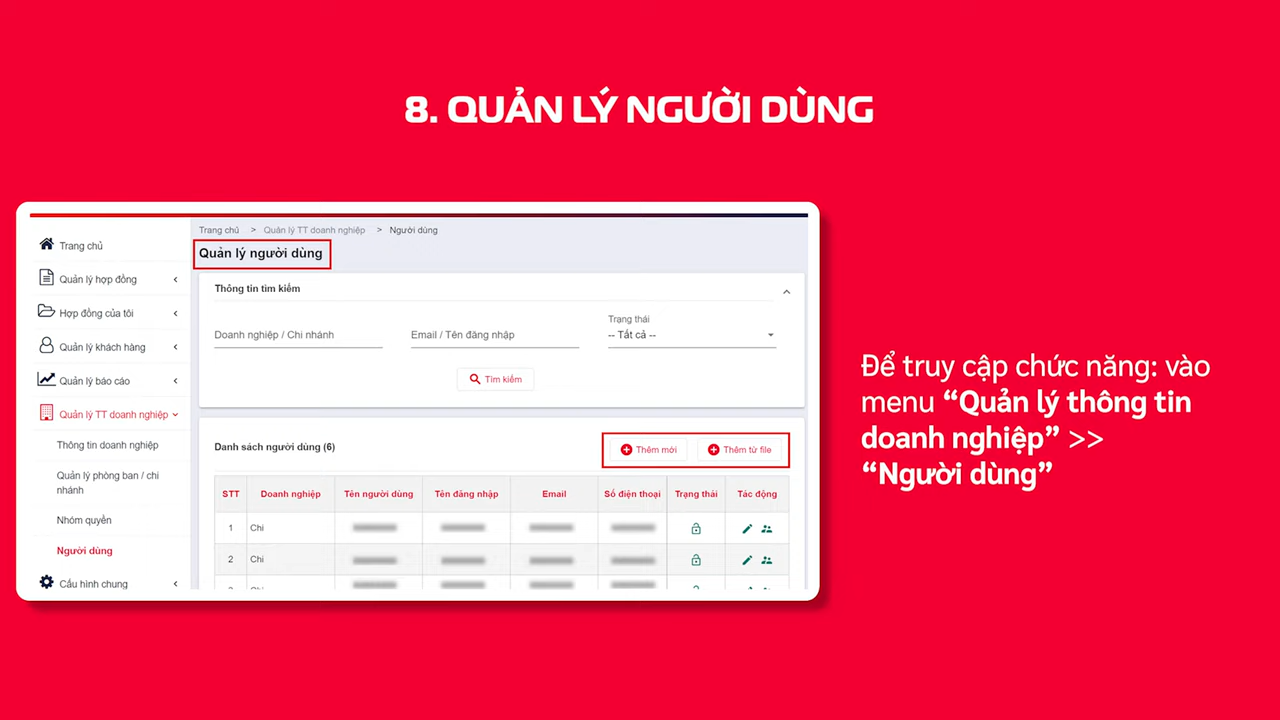 8. QUẢN LÝ NGƯỜI DÙNG
Trang chủ > Quản lý TT doanh nghiệp > Người dùng
Quản lý người dùng
Trang chủ
Quản lý hợp đồng
Hợp đồng của tôi
Quản lý khách hàng
Quản lý báo cáo
Quản lý TT doanh nghiệp
Thông tin doanh nghiệp
Quản lý phòng ban / chi
nhánh
Nhóm quyền
Người dùng
Cấu hình chung
Thông tin tìm kiếm
Doanh nghiệp / Chi nhánh
Email / Tên đăng nhập
Trạng thái
-- Tất cả --
Tìm kiếm
Danh sách người dùng (6)
Thêm mới
Thêm từ file
STT Doanh nghiệp Tên người dùng Tên đăng nhập Email Số điện thoại Trạng thái Tác động
1 Chi
2 Chi
Để truy cập chức năng: vào
menu “Quản lý thông tin
doanh nghiệp” >>
“Người dùng”